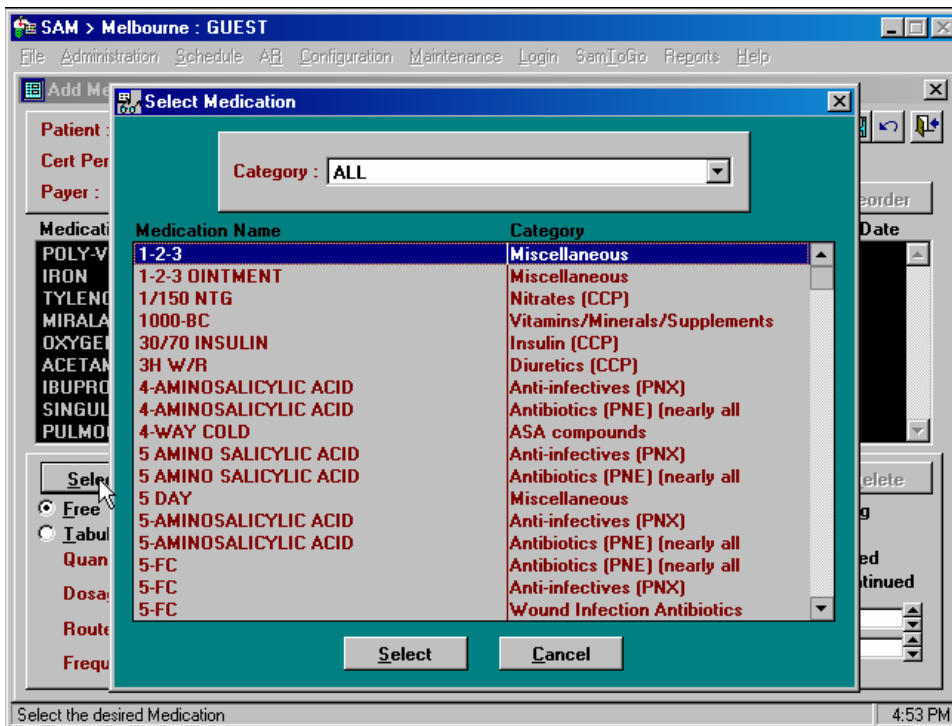 SAM > Melbourne : GUEST
File Administration Schedule AR Configuration Maintenance Login SamToGo Reports Help
Add Me
Select Medication
Patient :
Cert Per
Payer :
Category : ALL
eorder
Medicati
Date
Medication Name Category
POLY-V
IRON
TYLENO
MIRALA
OXYGE
ACETAM
IBUPRO
SINGUL
PULMO
1-2-3 Miscellaneous
1-2-3 OINTMENT Miscellaneous
1/150 NTG Nitrates (CCP)
1000-BC Vitamins/Minerals/Supplements
30/70 INSULIN Insulin (CCP)
3H W/R Diuretics (CCP)
4-AMINOSALICYLIC ACID Anti-infectives (PNX)
4-AMINOSALICYLIC ACID Antibiotics (PNE) (nearly all
4-WAY COLD ASA compounds
5 AMINO SALICYLIC ACID Anti-infectives (PNX)
5 AMINO SALICYLIC ACID Antibiotics (PNE) (nearly all
5 DAY Miscellaneous
5-AMINOSALICYLIC ACID Anti-infectives (PNX)
5-AMINOSALICYLIC ACID Antibiotics (PNE) (nearly all
5-FC Antibiotics (PNE) (nearly all
5-FC Anti-infectives (PNX)
5-FC Wound Infection Antibiotics
Selec
elete
Free
g
Tabul
Quan
ed
Dosag
tinued
Route
Frequ
Select Cancel
Select the desired Medication 4:53 PM